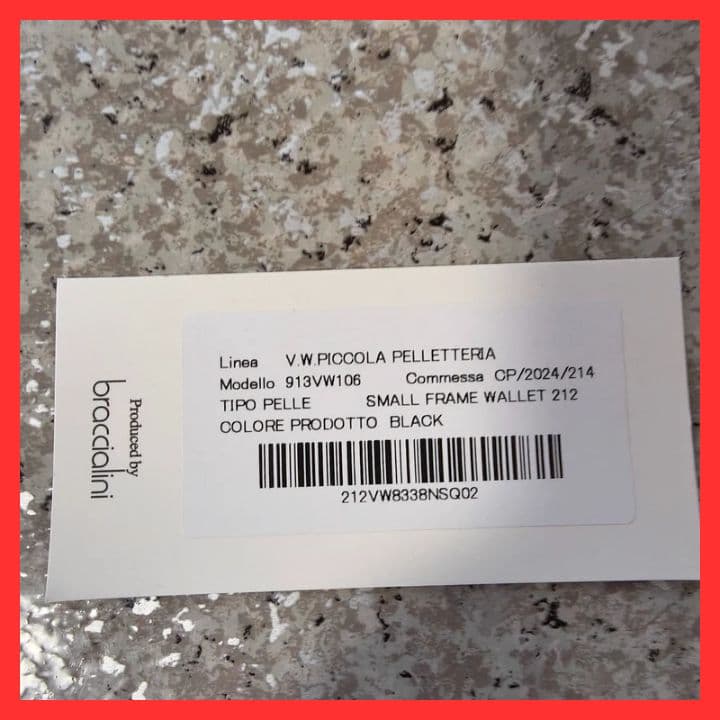 Linea V.W.PICCOLA PELLETTERIA
Modello 913VW106 Commessa CP/2024/214
TIPO PELLE SMALL FRAME WALLET 212
COLORE PRODOTTO BLACK
212VW8338NSQ02
Produced by
braccialini